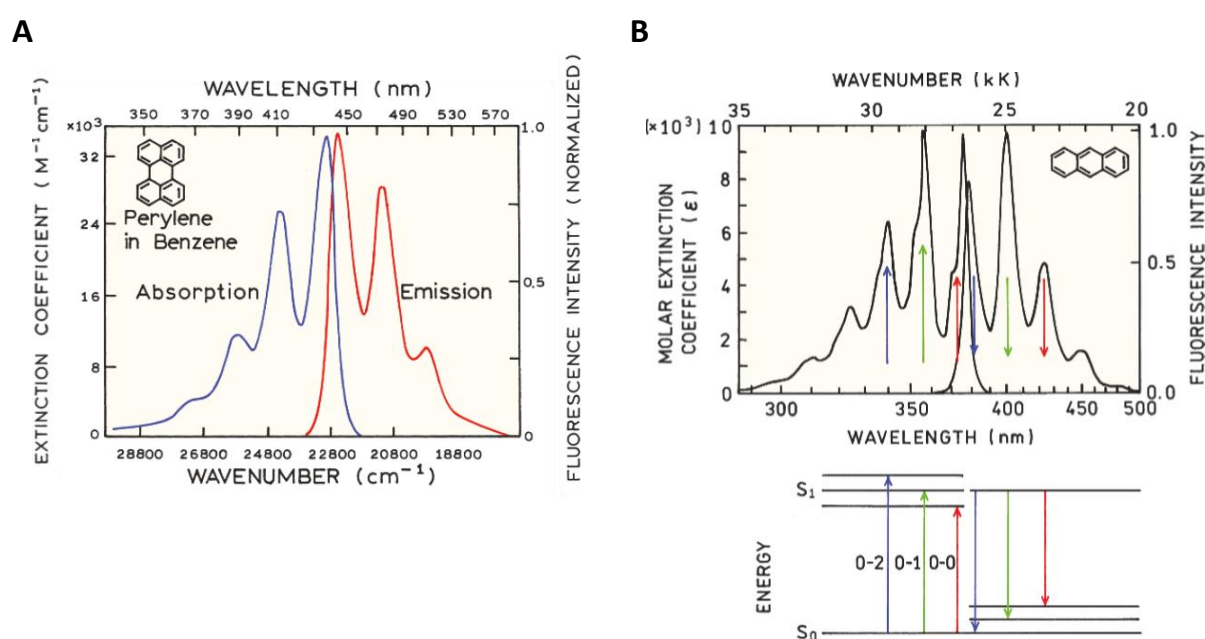 A
WAVELENGTH (nm)
350 370 390 410 450 490 530 570
×10³
32
24
16
8
0
EXTINCTION COEFFICIENT (M⁻¹cm⁻¹)
Perylene
in Benzene
Absorption
Emission
1.0
0,5
0
FLUORESCENCE INTENSITY (NORMALIZED)
28800 26800 24800 22800 20800 18800
WAVENUMBER (cm⁻¹)
B
WAVENUMBER (kK)
35 30 25 20
(×10³) 10
8
6
4
2
0
MOLAR EXTINCTION
COEFFICIENT (ε)
1.0
0.5
0.0
FLUORESCENCE INTENSITY
300 350 400 450 500
WAVELENGTH (nm)
S₁
0-2 0-1 0-0
ENERGY
S₀